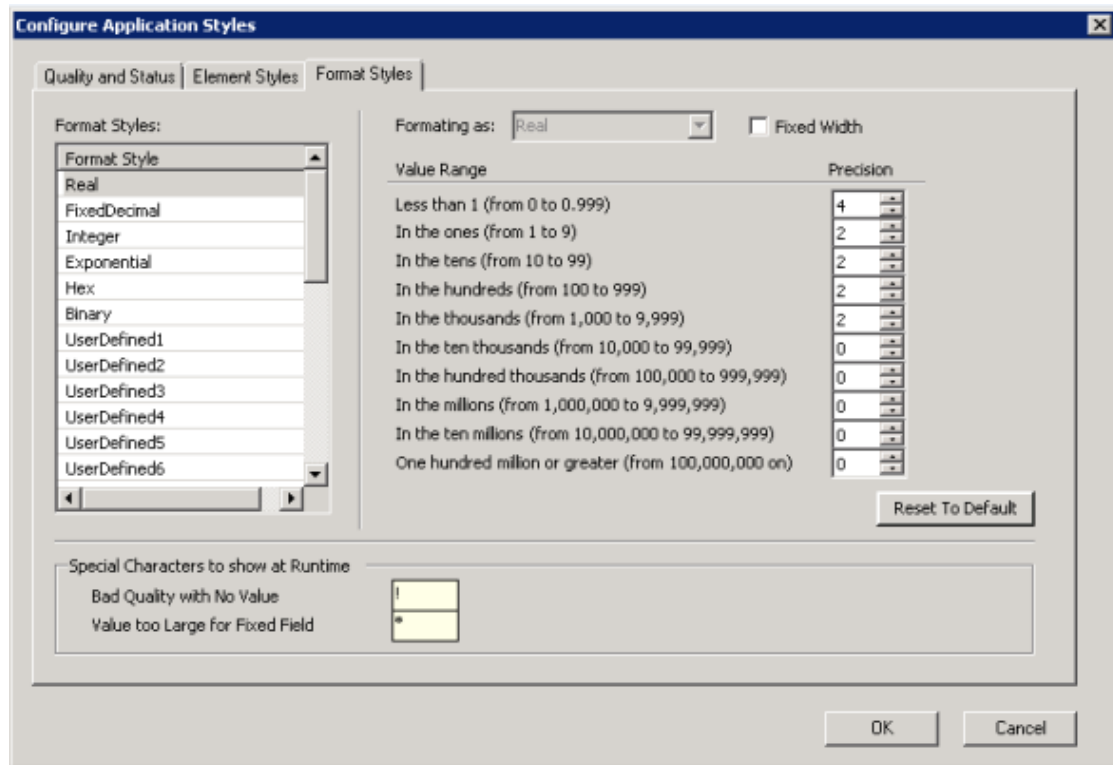 Configure Application Styles
Quality and Status Element Styles Format Styles
Format Styles:
Format Style
Real
FixedDecimal
Integer
Exponential
Hex
Binary
UserDefined1
UserDefined2
UserDefined3
UserDefined4
UserDefined5
UserDefined6
Formating as: Real Fixed Width
Value Range Precision
Less than 1 (from 0 to 0.999) 4
In the ones (from 1 to 9) 2
In the tens (from 10 to 99) 2
In the hundreds (from 100 to 999) 2
In the thousands (from 1,000 to 9,999) 2
In the ten thousands (from 10,000 to 99,999) 0
In the hundred thousands (from 100,000 to 999,999) 0
In the millions (from 1,000,000 to 9,999,999) 0
In the ten millions (from 10,000,000 to 99,999,999) 0
One hundred million or greater (from 100,000,000 on) 0
Reset To Default
Special Characters to show at Runtime
Bad Quality with No Value !
Value too Large for Fixed Field *
OK Cancel